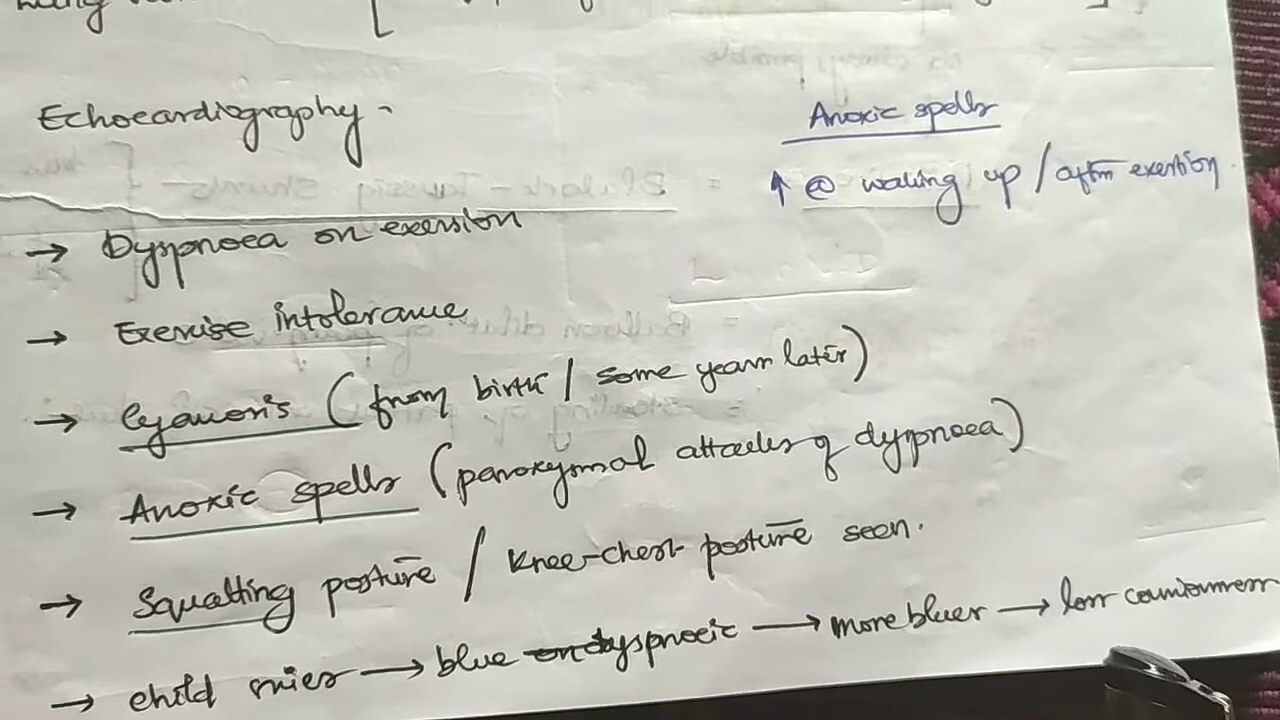 Echocardiography -
Anoxic spells
↑ @ waking up / after exertion.
→ Dyspnoea on exersion
→ Exercise intolerance
→ Cyanosis (from birth / some years later)
→ Anoxic spells (paroxysmal attacks of dyspnoea)
→ Squatting posture / Knee-chest posture seen.
→ child cries → blue dyspnoeic → more bluer → loss consciousness